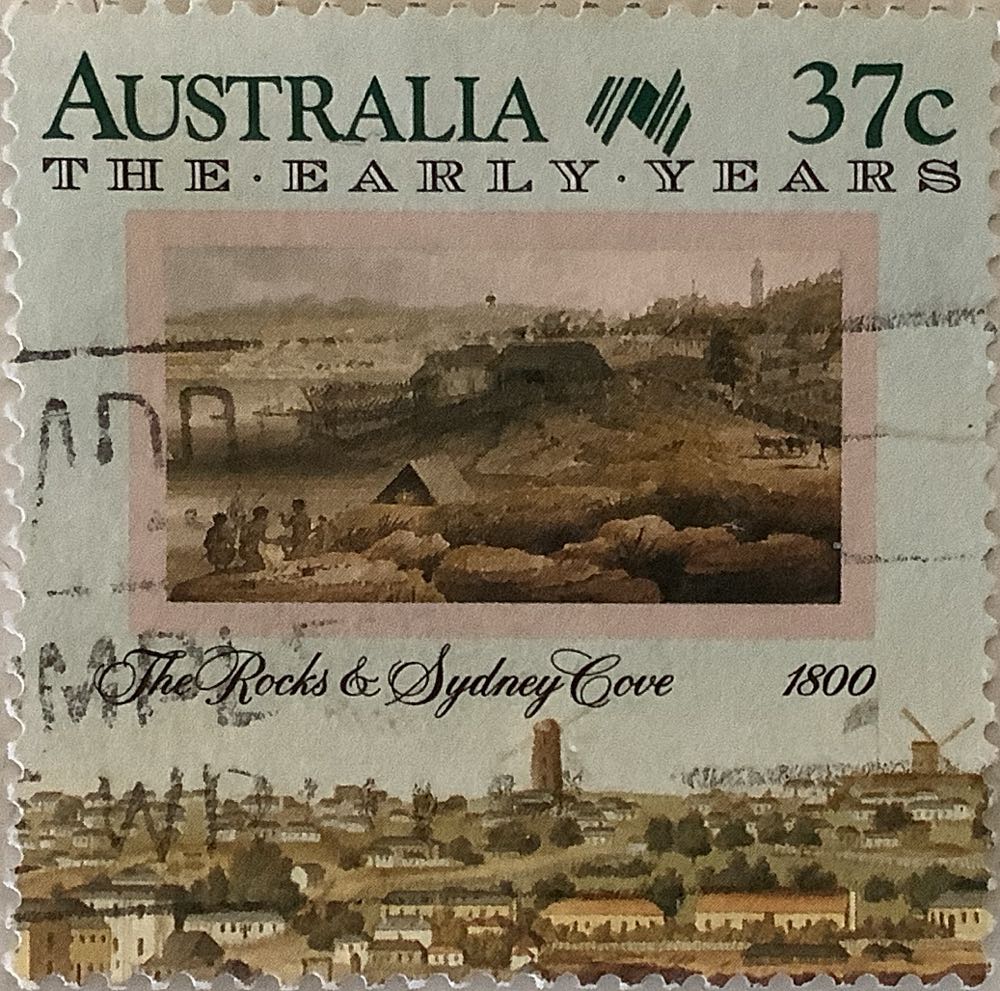 AUSTRALIA 37c
THE·EARLY·YEARS
The Rocks & Sydney Cove 1800